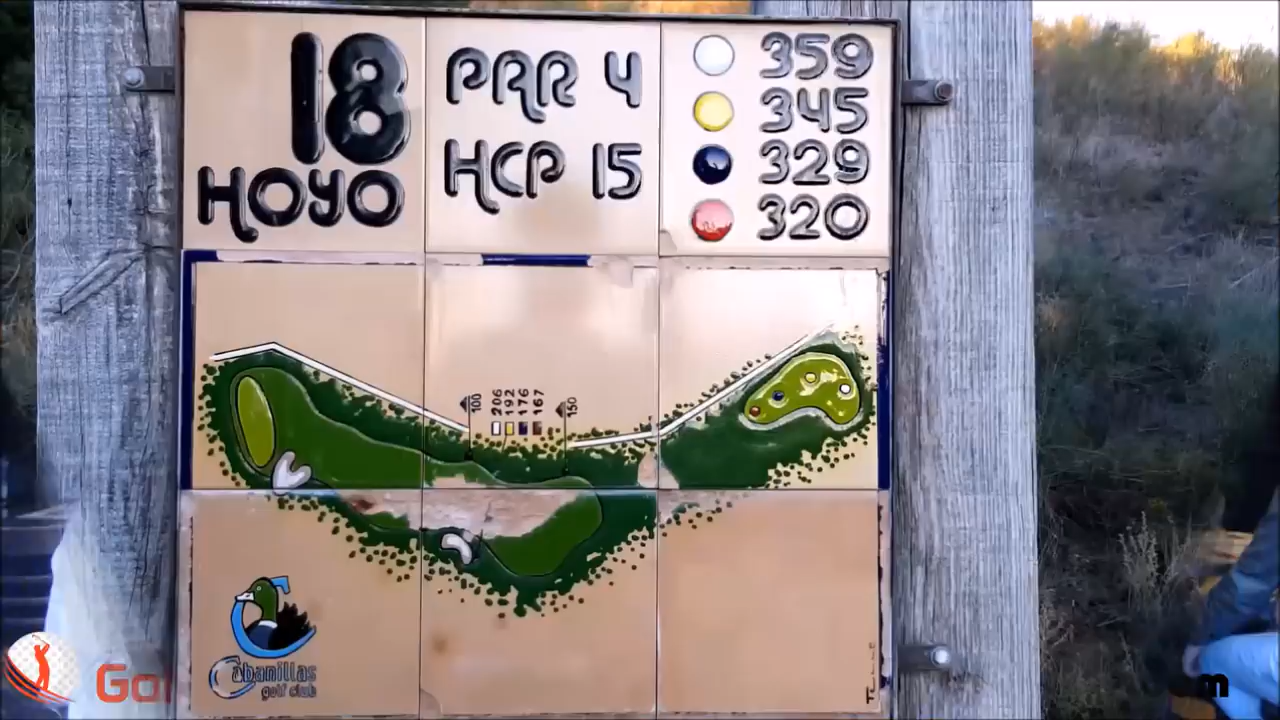 18
HOYO
PAR 4
HCP 15
359
345
329
320
100
206
192
176
167
150
Cabanillas
golf club